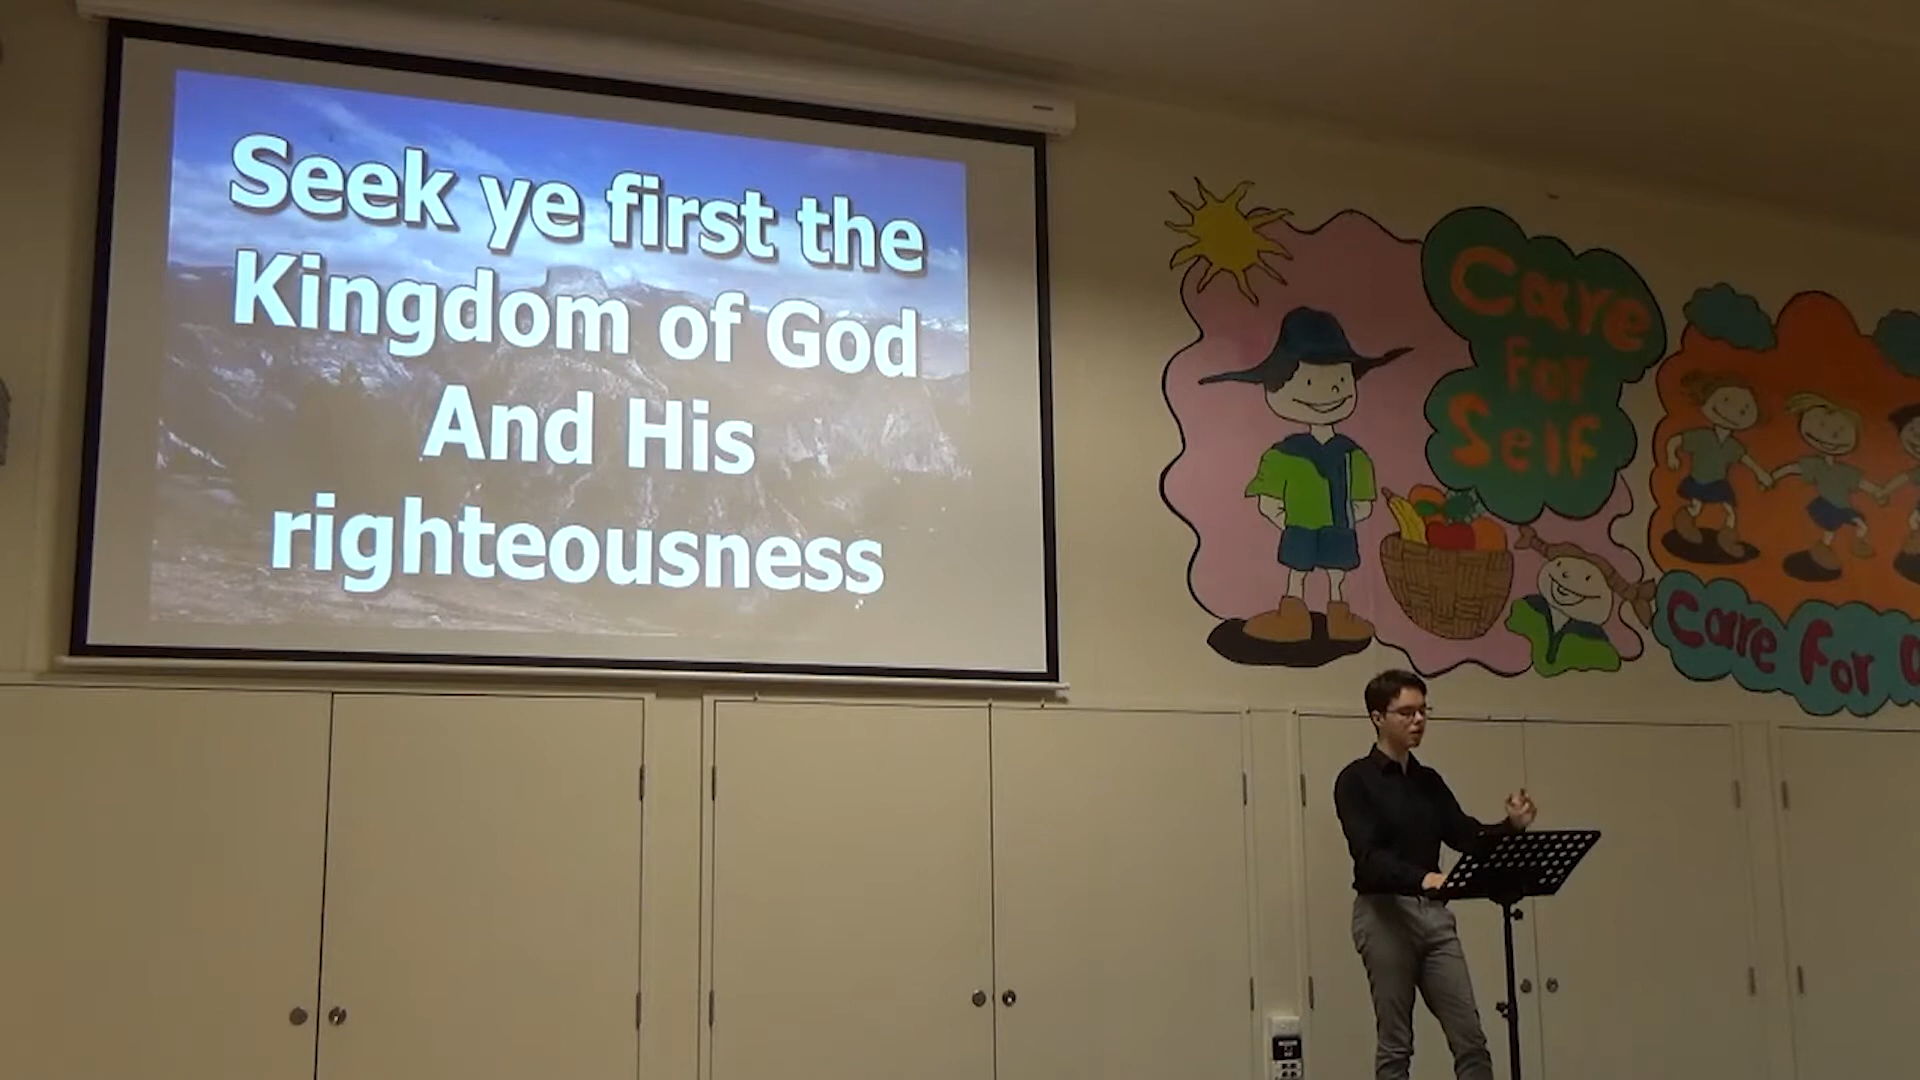 Seek ye first the
Kingdom of God
And His
righteousness
Care
For
Self
Care For